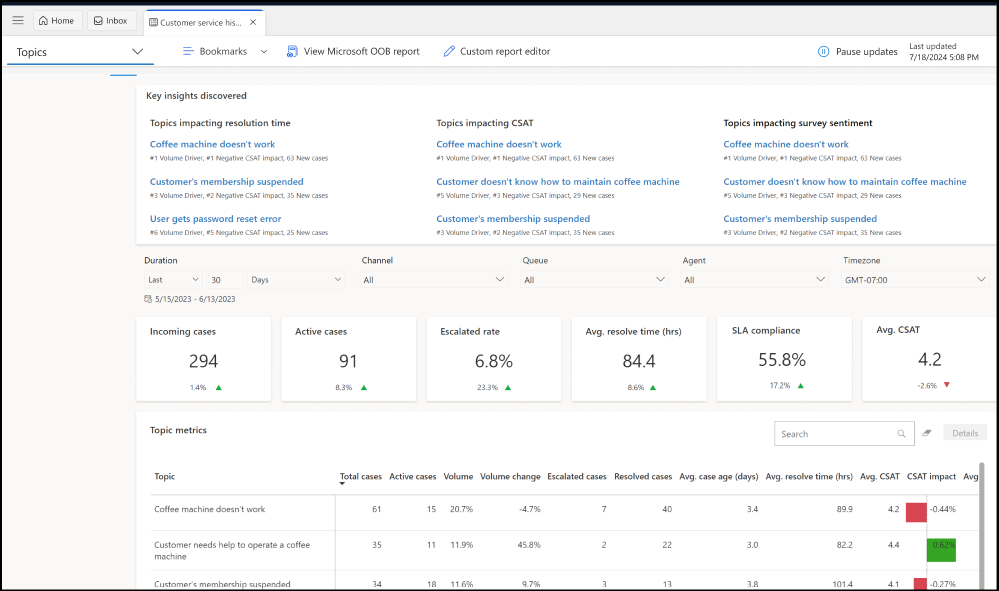 Home Inbox Customer service his...
Topics Bookmarks View Microsoft OOB report Custom report editor Pause updates Last updated
7/18/2024 5:08 PM
Key insights discovered
Topics impacting resolution time
Coffee machine doesn't work
#1 Volume Driver, #1 Negative CSAT impact, 63 New cases
Customer's membership suspended
#3 Volume Driver, #2 Negative CSAT impact, 35 New cases
User gets password reset error
#6 Volume Driver, #5 Negative CSAT impact, 25 New cases
Topics impacting CSAT
Coffee machine doesn't work
#1 Volume Driver, #1 Negative CSAT impact, 63 New cases
Customer doesn't know how to maintain coffee machine
#5 Volume Driver, #3 Negative CSAT impact, 29 New cases
Customer's membership suspended
#3 Volume Driver, #2 Negative CSAT impact, 35 New cases
Topics impacting survey sentiment
Coffee machine doesn't work
#1 Volume Driver, #1 Negative CSAT impact, 63 New cases
Customer doesn't know how to maintain coffee machine
#5 Volume Driver, #3 Negative CSAT impact, 29 New cases
Customer's membership suspended
#3 Volume Driver, #2 Negative CSAT impact, 35 New cases
Duration Channel Queue Agent Timezone
Last 30 Days All All All GMT-07:00
5/15/2023 - 6/13/2023
Incoming cases
294
1.4%
Active cases
91
8.3%
Escalated rate
6.8%
23.3%
Avg. resolve time (hrs)
84.4
8.6%
SLA compliance
55.8%
17.2%
Avg. CSAT
4.2
-2.6%
Topic metrics
Search Details
Topic Total cases Active cases Volume Volume change Escalated cases Resolved cases Avg. case age (days) Avg. resolve time (hrs) Avg. CSAT CSAT impact Avg
Coffee machine doesn't work 61 15 20.7% -4.7% 7 40 3.4 89.9 4.2 -0.44%
Customer needs help to operate a coffee
machine 35 11 11.9% 45.8% 2 22 3.0 82.2 4.4 0.62%
Customer's membership suspended 34 18 11.6% 9.7% 3 13 3.8 101.4 4.1 -0.27%